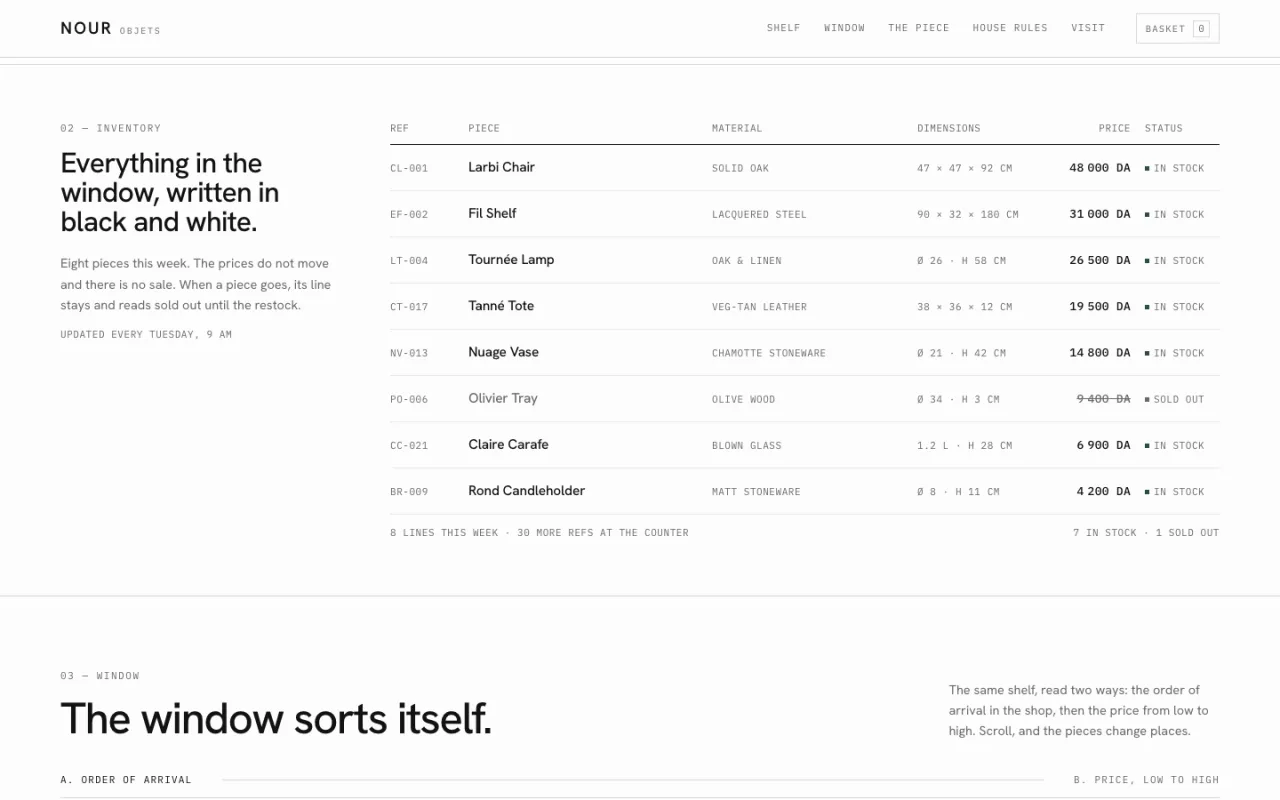 NOUR OBJETS
SHELF WINDOW THE PIECE HOUSE RULES VISIT BASKET 0
02 — INVENTORY
Everything in the
window, written in
black and white.
Eight pieces this week. The prices do not move
and there is no sale. When a piece goes, its line
stays and reads sold out until the restock.
UPDATED EVERY TUESDAY, 9 AM
REF PIECE MATERIAL DIMENSIONS PRICE STATUS
CL-001 Larbi Chair SOLID OAK 47 × 47 × 92 CM 48 000 DA IN STOCK
EF-002 Fil Shelf LACQUERED STEEL 90 × 32 × 180 CM 31 000 DA IN STOCK
LT-004 Tournée Lamp OAK & LINEN Ø 26 · H 58 CM 26 500 DA IN STOCK
CT-017 Tanné Tote VEG-TAN LEATHER 38 × 36 × 12 CM 19 500 DA IN STOCK
NV-013 Nuage Vase CHAMOTTE STONEWARE Ø 21 · H 42 CM 14 800 DA IN STOCK
PO-006 Olivier Tray OLIVE WOOD Ø 34 · H 3 CM 9 400 DA SOLD OUT
CC-021 Claire Carafe BLOWN GLASS 1.2 L · H 28 CM 6 900 DA IN STOCK
BR-009 Rond Candleholder MATT STONEWARE Ø 8 · H 11 CM 4 200 DA IN STOCK
8 LINES THIS WEEK · 30 MORE REFS AT THE COUNTER 7 IN STOCK · 1 SOLD OUT
03 — WINDOW
The window sorts itself.
The same shelf, read two ways: the order of
arrival in the shop, then the price from low to
high. Scroll, and the pieces change places.
A. ORDER OF ARRIVAL B. PRICE, LOW TO HIGH